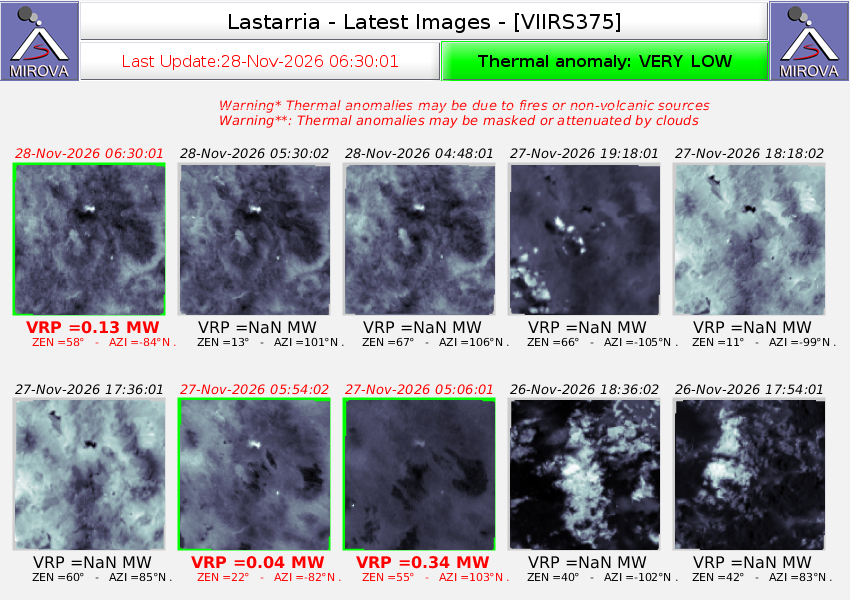 Lastarria - Latest Images - [VIIRS375]
MIROVA
Last Update:28-Nov-2026 06:30:01
Thermal anomaly: VERY LOW
MIROVA
Warning* Thermal anomalies may be due to fires or non-volcanic sources
Warning**: Thermal anomalies may be masked or attenuated by clouds
28-Nov-2026 06:30:01 28-Nov-2026 05:30:02 28-Nov-2026 04:48:01 27-Nov-2026 19:18:01 27-Nov-2026 18:18:02
VRP =0.13 MW VRP =NaN MW VRP =NaN MW VRP =NaN MW VRP =NaN MW
ZEN =58° - AZI =-84°N . ZEN =13° - AZI =101°N . ZEN =67° - AZI =106°N . ZEN =66° - AZI =-105°N . ZEN =11° - AZI =-99°N .
27-Nov-2026 17:36:01 27-Nov-2026 05:54:02 27-Nov-2026 05:06:01 26-Nov-2026 18:36:02 26-Nov-2026 17:54:01
VRP =NaN MW VRP =0.04 MW VRP =0.34 MW VRP =NaN MW VRP =NaN MW
ZEN =60° - AZI =85°N . ZEN =22° - AZI =-82°N . ZEN =55° - AZI =103°N . ZEN =40° - AZI =-102°N . ZEN =42° - AZI =83°N .